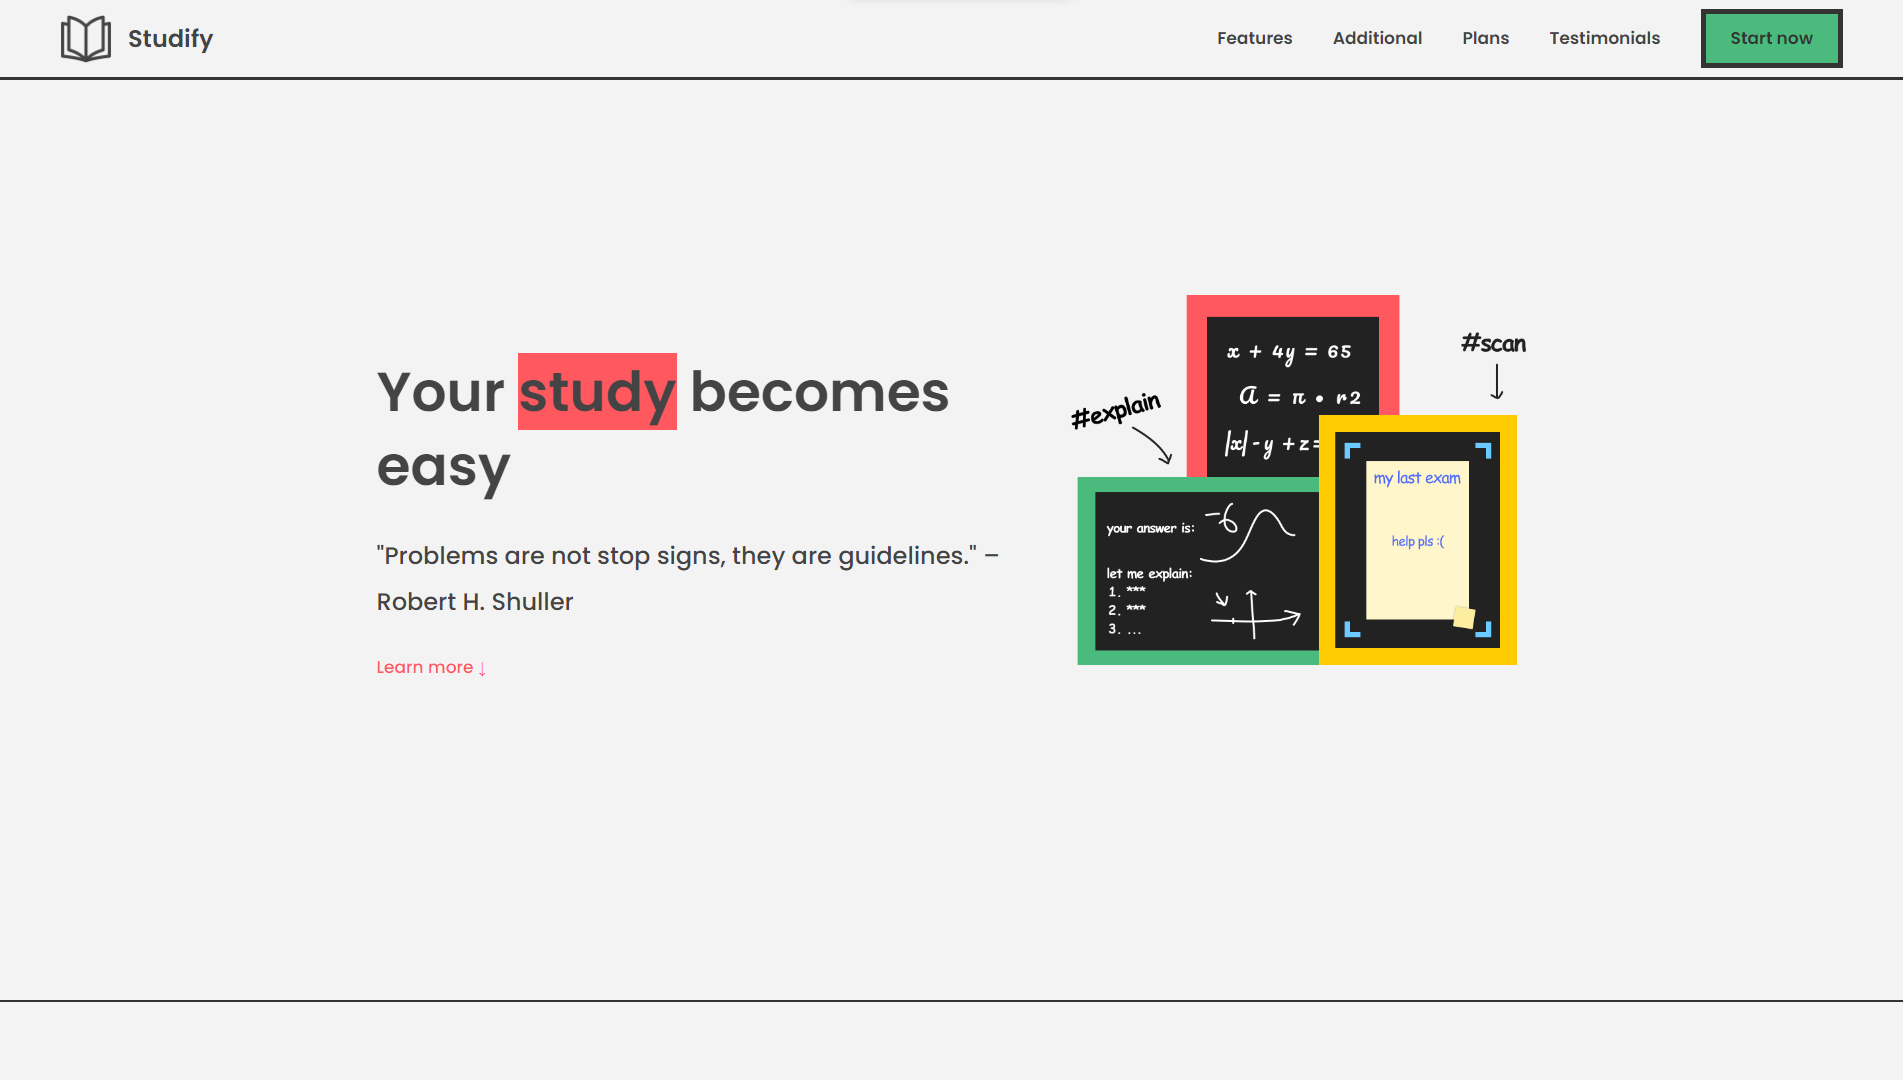 Studify
Features
Additional
Plans
Testimonials
Start now
Your study becomes
easy
"Problems are not stop signs, they are guidelines." –
Robert H. Shuller
Learn more ↓
#explain
#scan
x + 4y = 65
a = π • r2
|x| - y + z =
your answer is:
-6
let me explain:
1. ***
2. ***
3. ...
my last exam
help pls :(